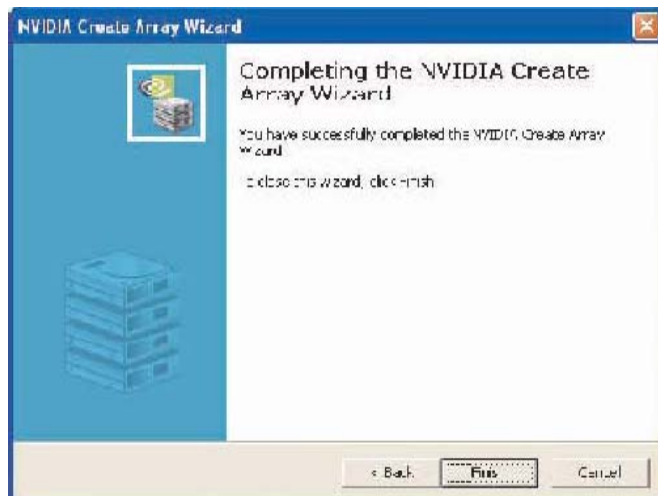 NVIDIA Create Array Wizard
Completing the NVIDIA Create
Array Wizard
You have successfully completed the NVIDIA Create Array
Wizard
To close this wizard, click Finish
< Back
Finis
Cancel